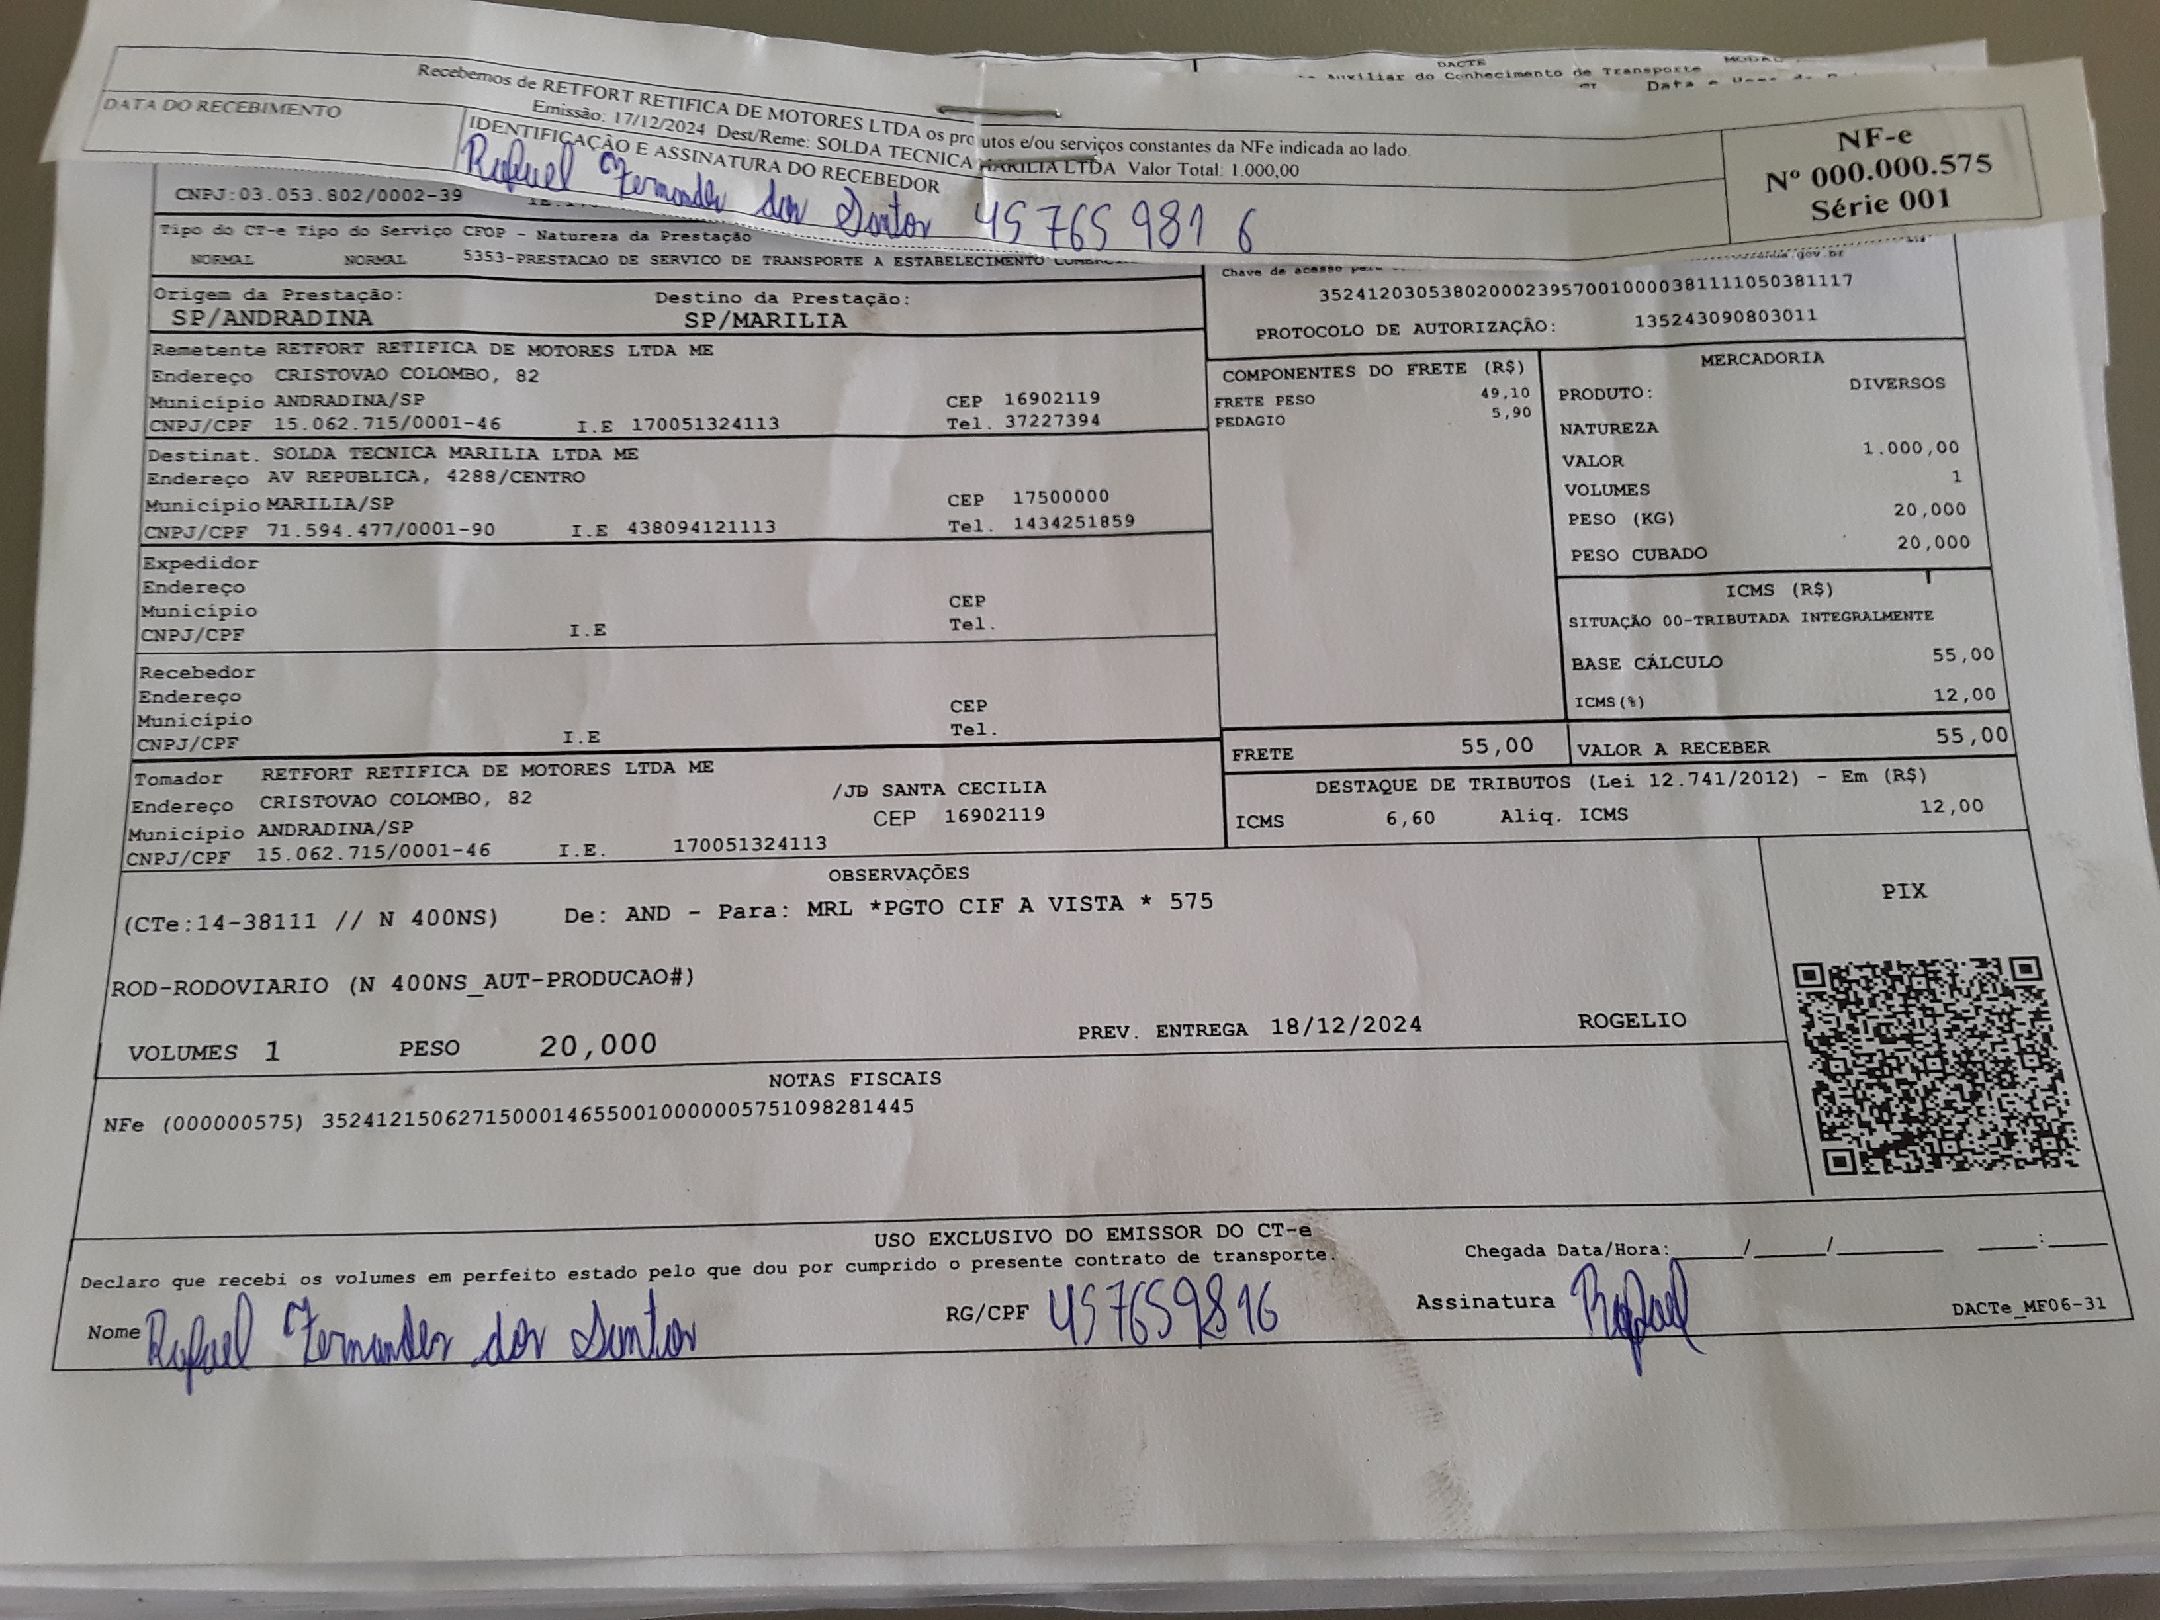 DACTE
Auxiliar do Conhecimento de Transporte
Recebemos de RETFORT RETIFICA DE MOTORES LTDA os produtos e/ou serviços constantes da NFe indicada ao lado.
Emissão: 17/12/2024 Dest/Reme: SOLDA TECNICA MARILIA LTDA Valor Total: 1.000,00
DATA DO RECEBIMENTO
IDENTIFICAÇÃO E ASSINATURA DO RECEBEDOR
Rafael Fernandes dos Santos 457659816
NF-e
Nº 000.000.575
Série 001
CNPJ:03.053.802/0002-39
Tipo do CT-e Tipo do Serviço CFOP - Natureza da Prestação
NORMAL NORMAL 5353-PRESTACAO DE SERVICO DE TRANSPORTE A ESTABELECIMENTO
Chave de acesso
35241203053802000239570010000381111050381117
PROTOCOLO DE AUTORIZAÇÃO: 135243090803011
Origem da Prestação: Destino da Prestação:
SP/ANDRADINA SP/MARILIA
Remetente RETFORT RETIFICA DE MOTORES LTDA ME
Endereço CRISTOVAO COLOMBO, 82
Município ANDRADINA/SP CEP 16902119
CNPJ/CPF 15.062.715/0001-46 I.E 170051324113 Tel. 37227394
Destinat. SOLDA TECNICA MARILIA LTDA ME
Endereço AV REPUBLICA, 4288/CENTRO
Município MARILIA/SP CEP 17500000
CNPJ/CPF 71.594.477/0001-90 I.E 438094121113 Tel. 1434251859
Expedidor
Endereço
Município CEP
CNPJ/CPF I.E Tel.
Recebedor
Endereço
Município CEP
CNPJ/CPF I.E Tel.
Tomador RETFORT RETIFICA DE MOTORES LTDA ME
Endereço CRISTOVAO COLOMBO, 82 /JD SANTA CECILIA
Município ANDRADINA/SP CEP 16902119
CNPJ/CPF 15.062.715/0001-46 I.E. 170051324113
COMPONENTES DO FRETE (R$)
FRETE PESO 49,10
PEDAGIO 5,90
MERCADORIA
PRODUTO: DIVERSOS
NATUREZA
VALOR 1.000,00
VOLUMES 1
PESO (KG) 20,000
PESO CUBADO 20,000
ICMS (R$)
SITUAÇÃO 00-TRIBUTADA INTEGRALMENTE
BASE CÁLCULO 55,00
ICMS(%) 12,00
FRETE 55,00 VALOR A RECEBER 55,00
DESTAQUE DE TRIBUTOS (Lei 12.741/2012) - Em (R$)
ICMS 6,60 Aliq. ICMS 12,00
OBSERVAÇÕES
(CTe:14-38111 // N 400NS) De: AND - Para: MRL *PGTO CIF A VISTA * 575
ROD-RODOVIARIO (N 400NS_AUT-PRODUCAO#)
VOLUMES 1 PESO 20,000 PREV. ENTREGA 18/12/2024 ROGELIO
PIX
NOTAS FISCAIS
NFe (000000575) 35241215062715000146550010000005751098281445
USO EXCLUSIVO DO EMISSOR DO CT-e
Declaro que recebi os volumes em perfeito estado pelo que dou por cumprido o presente contrato de transporte.
Chegada Data/Hora:____/____/______ ____:____
Nome Rafael Fernandes dos Santos RG/CPF 457659816 Assinatura Rafael
DACTe_MF06-31